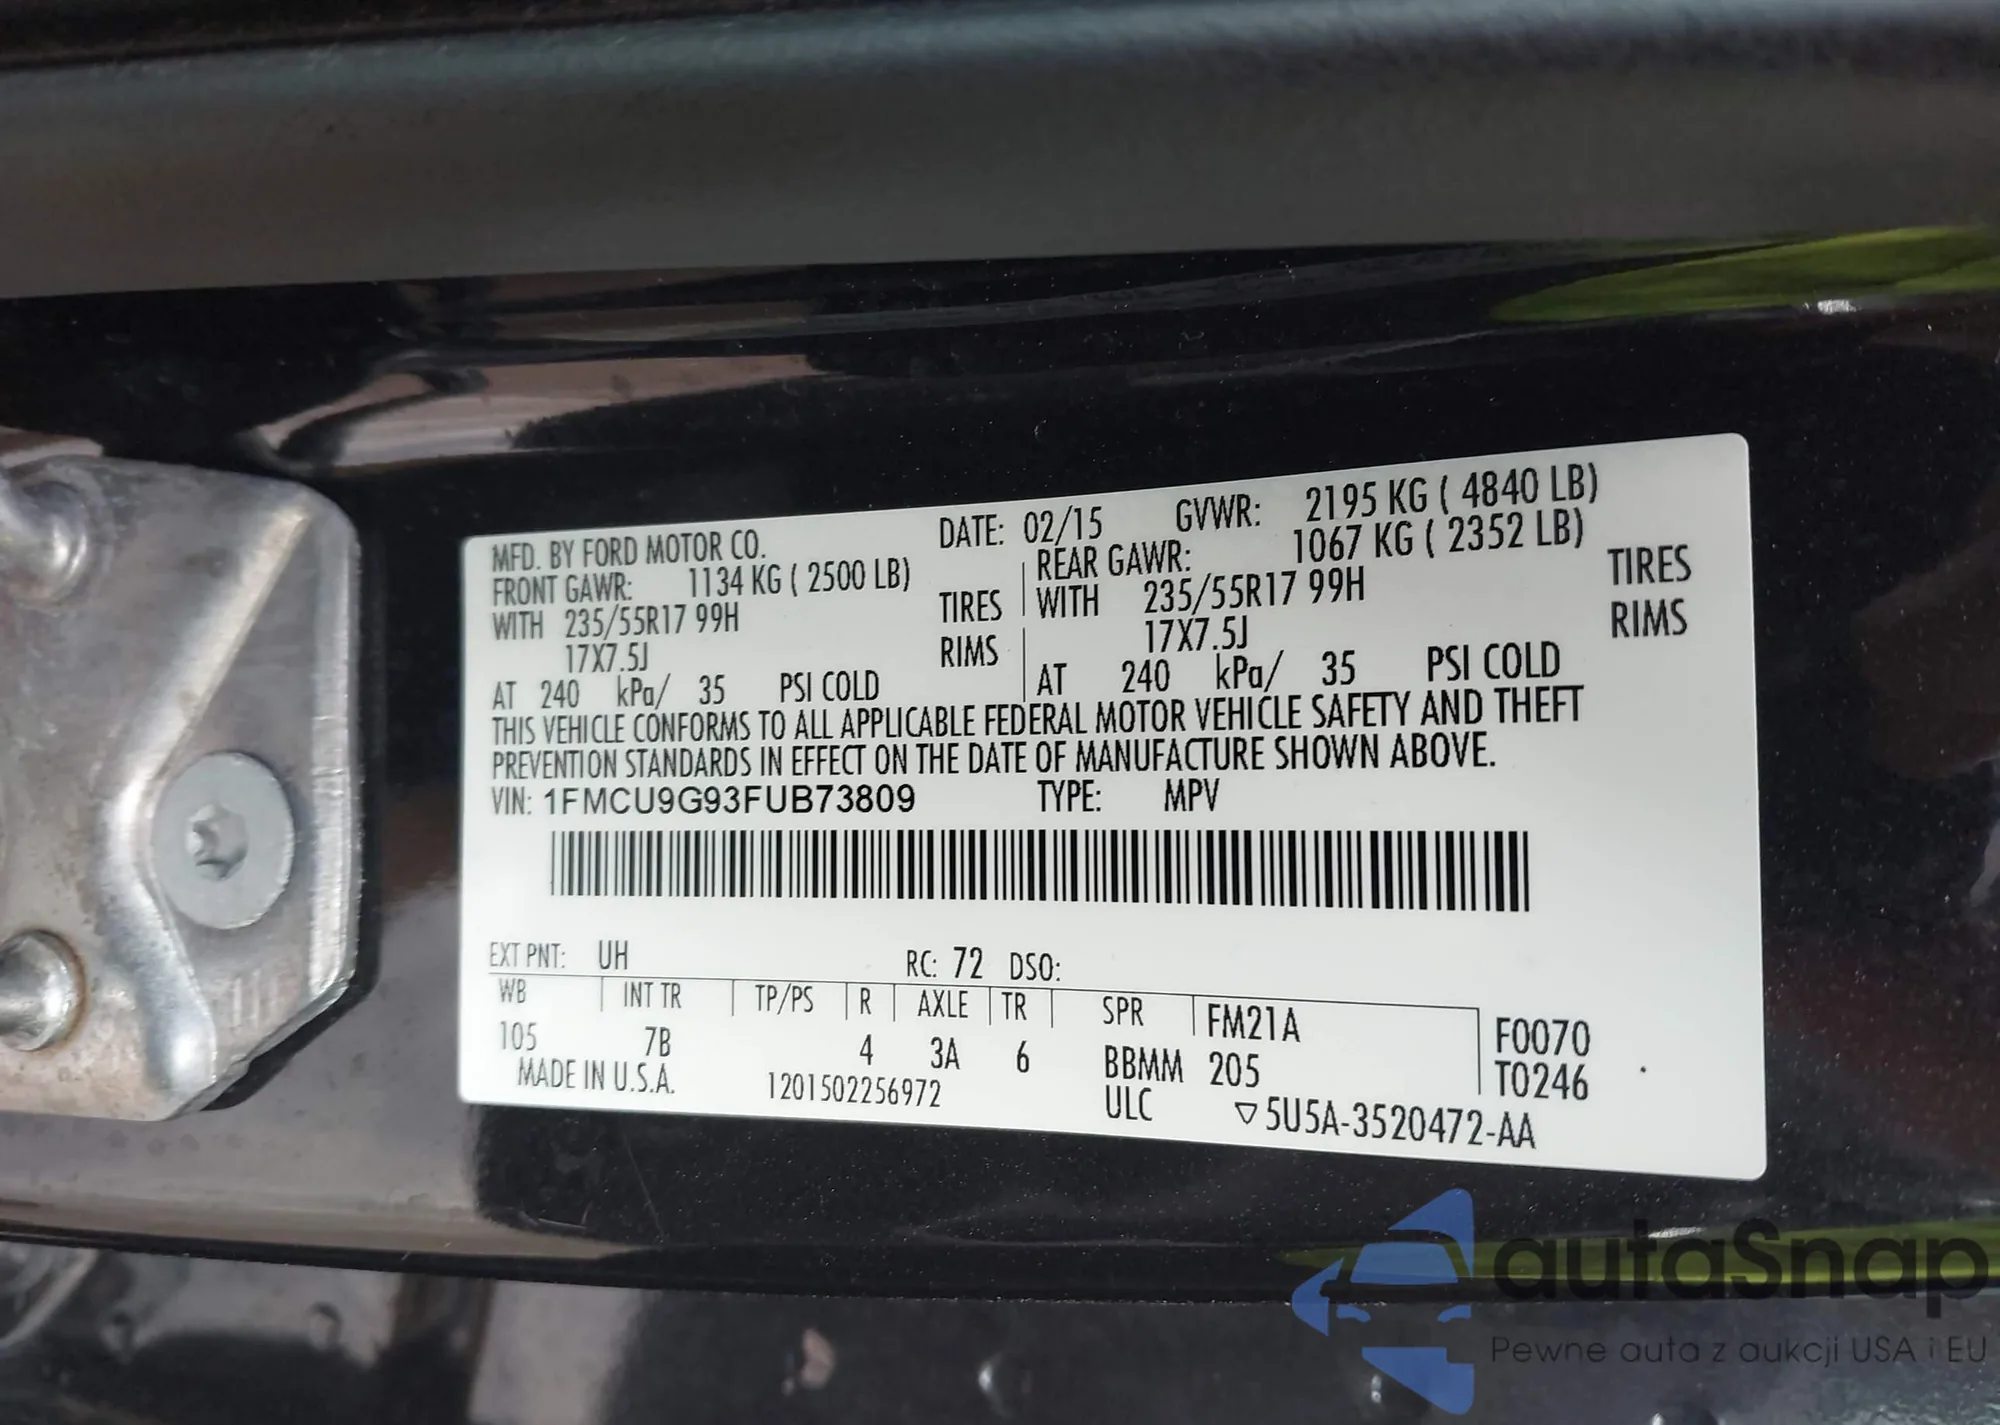 MFD. BY FORD MOTOR CO. DATE: 02/15 GVWR: 2195 KG ( 4840 LB)
FRONT GAWR: 1134 KG ( 2500 LB) REAR GAWR: 1067 KG ( 2352 LB)
WITH 235/55R17 99H TIRES WITH 235/55R17 99H TIRES
17X7.5J RIMS 17X7.5J RIMS
AT 240 kPa/ 35 PSI COLD AT 240 kPa/ 35 PSI COLD
THIS VEHICLE CONFORMS TO ALL APPLICABLE FEDERAL MOTOR VEHICLE SAFETY AND THEFT
PREVENTION STANDARDS IN EFFECT ON THE DATE OF MANUFACTURE SHOWN ABOVE.
VIN: 1FMCU9G93FUB73809 TYPE: MPV
EXT PNT: UH RC: 72 DSO:
WB INT TR TP/PS R AXLE TR SPR FM21A F0070
105 7B 4 3A 6 BBMM 205 T0246
MADE IN U.S.A. 1201502256972 ULC ▽5U5A-3520472-AA
autaSnap
Pewne auta z aukcji USA i EU